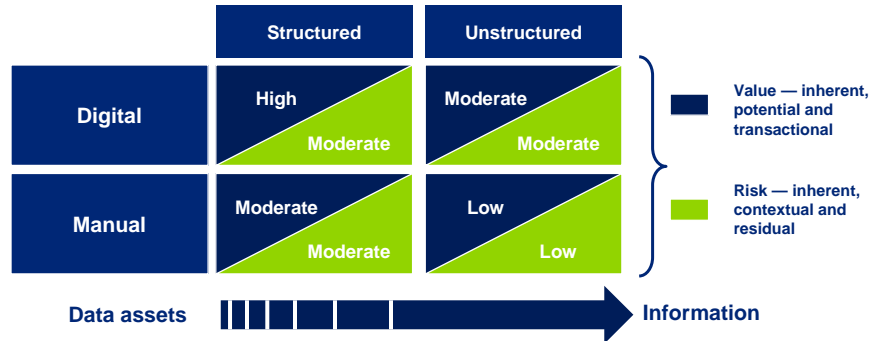 Structured
Unstructured
Digital
High
Moderate
Moderate
Moderate
Manual
Moderate
Moderate
Low
Low
Value — inherent,
potential and
transactional
Risk — inherent,
contextual and
residual
Data assets
Information